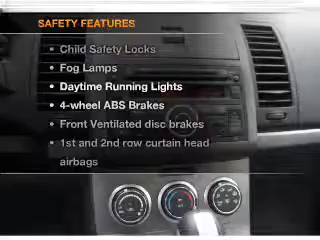 SAFETY FEATURES
• Child Safety Locks
• Fog Lamps
• Daytime Running Lights
• 4-wheel ABS Brakes
• Front Ventilated disc brakes
• 1st and 2nd row curtain head
airbags